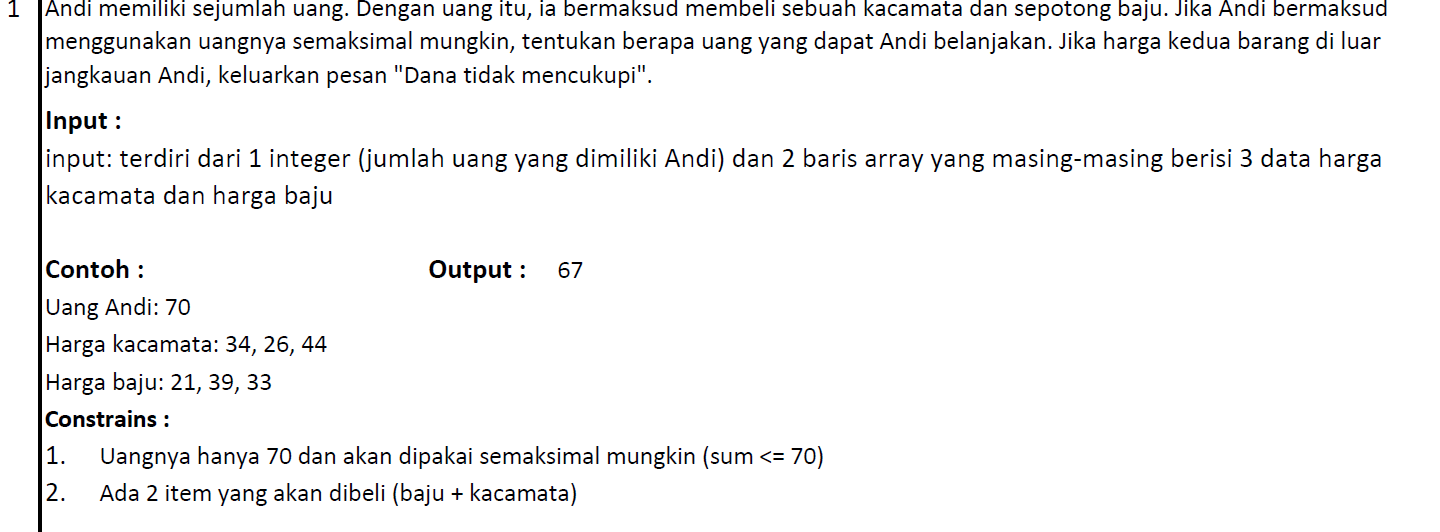 1 Andi memiliki sejumlah uang. Dengan uang itu, ia bermaksud membeli sebuah kacamata dan sepotong baju. Jika Andi bermaksud
menggunakan uangnya semaksimal mungkin, tentukan berapa uang yang dapat Andi belanjakan. Jika harga kedua barang di luar
jangkauan Andi, keluarkan pesan "Dana tidak mencukupi".
Input :
input: terdiri dari 1 integer (jumlah uang yang dimiliki Andi) dan 2 baris array yang masing-masing berisi 3 data harga
kacamata dan harga baju
Contoh : Output : 67
Uang Andi: 70
Harga kacamata: 34, 26, 44
Harga baju: 21, 39, 33
Constrains :
1. Uangnya hanya 70 dan akan dipakai semaksimal mungkin (sum <= 70)
2. Ada 2 item yang akan dibeli (baju + kacamata)